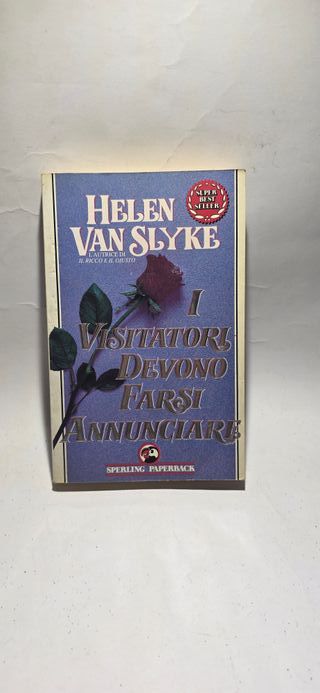 HELEN
VAN SLYKE
L'AUTRICE DI
IL RICCO E IL GIUSTO
SUPER
BEST
SELLER
I
VISITATORI
DEVONO
FARSI
ANNUNCIARE
SPERLING PAPERBACK